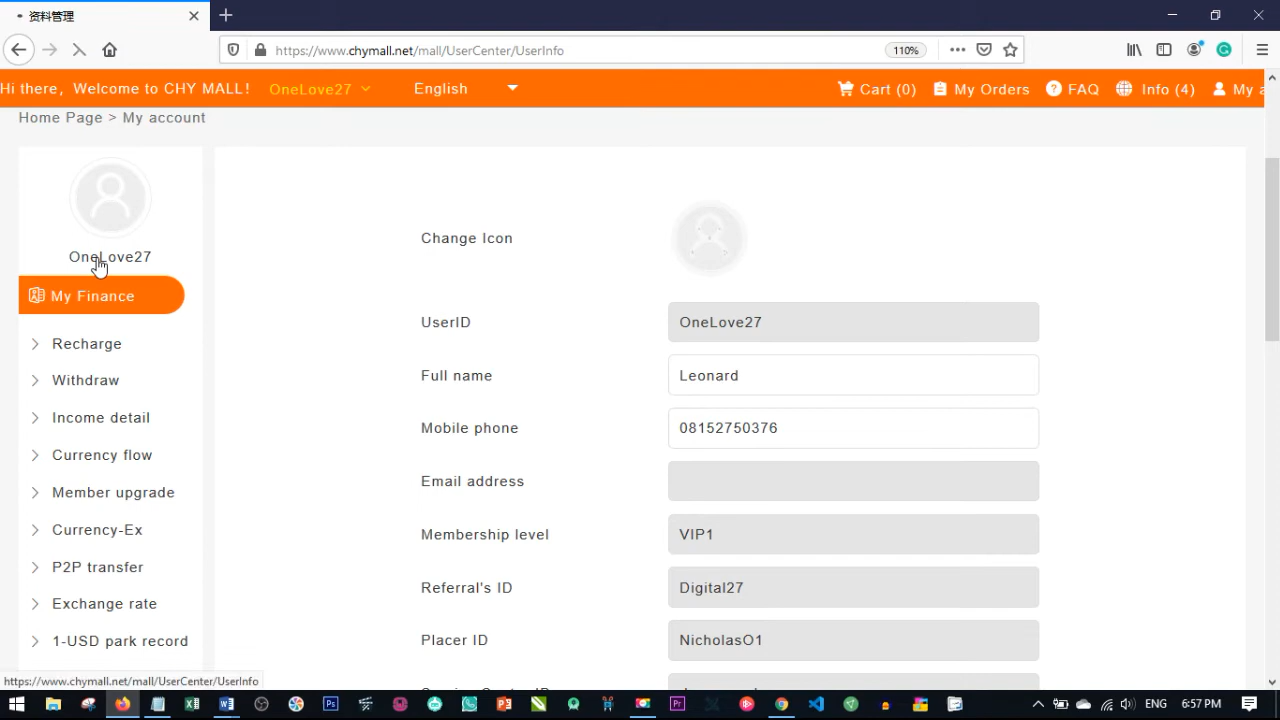 资料管理
https://www.chymall.net/mall/UserCenter/UserInfo
110%
Hi there, Welcome to CHY MALL!
OneLove27
English
Cart (0)
My Orders
FAQ
Info (4)
My a
Home Page > My account
OneLove27
My Finance
Recharge
Withdraw
Income detail
Currency flow
Member upgrade
Currency-Ex
P2P transfer
Exchange rate
1-USD park record
Change Icon
UserID
OneLove27
Full name
Leonard
Mobile phone
08152750376
Email address
Membership level
VIP1
Referral's ID
Digital27
Placer ID
NicholasO1
https://www.chymall.net/mall/UserCenter/UserInfo
ENG
6:57 PM